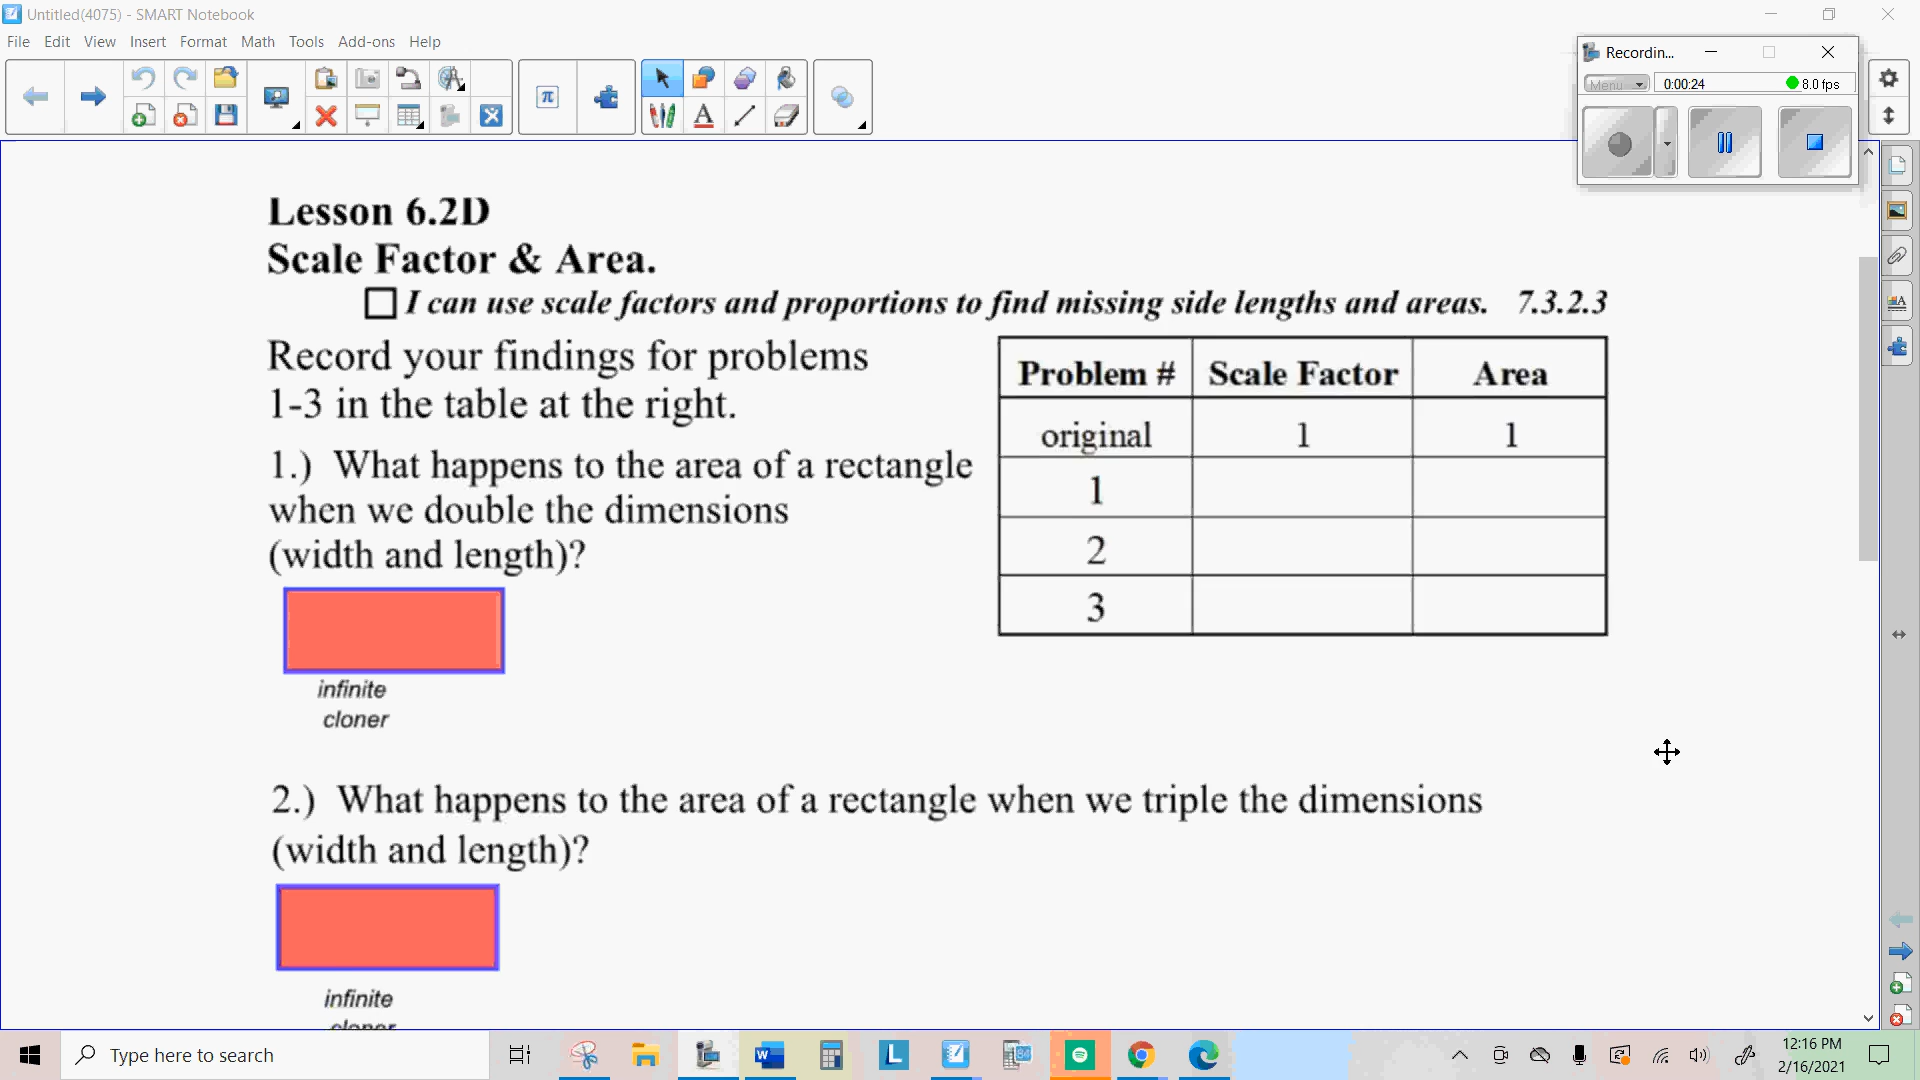 Untitled(4075) - SMART Notebook
File Edit View Insert Format Math Tools Add-ons Help
Recordin...
Menu 0:00:24 8.0 fps
Lesson 6.2D
Scale Factor & Area.
I can use scale factors and proportions to find missing side lengths and areas. 7.3.2.3
Record your findings for problems
1-3 in the table at the right.
1.) What happens to the area of a rectangle
when we double the dimensions
(width and length)?
infinite
cloner
Problem # Scale Factor Area
original 1 1
1
2
3
2.) What happens to the area of a rectangle when we triple the dimensions
(width and length)?
infinite
cloner
Type here to search
12:16 PM
2/16/2021